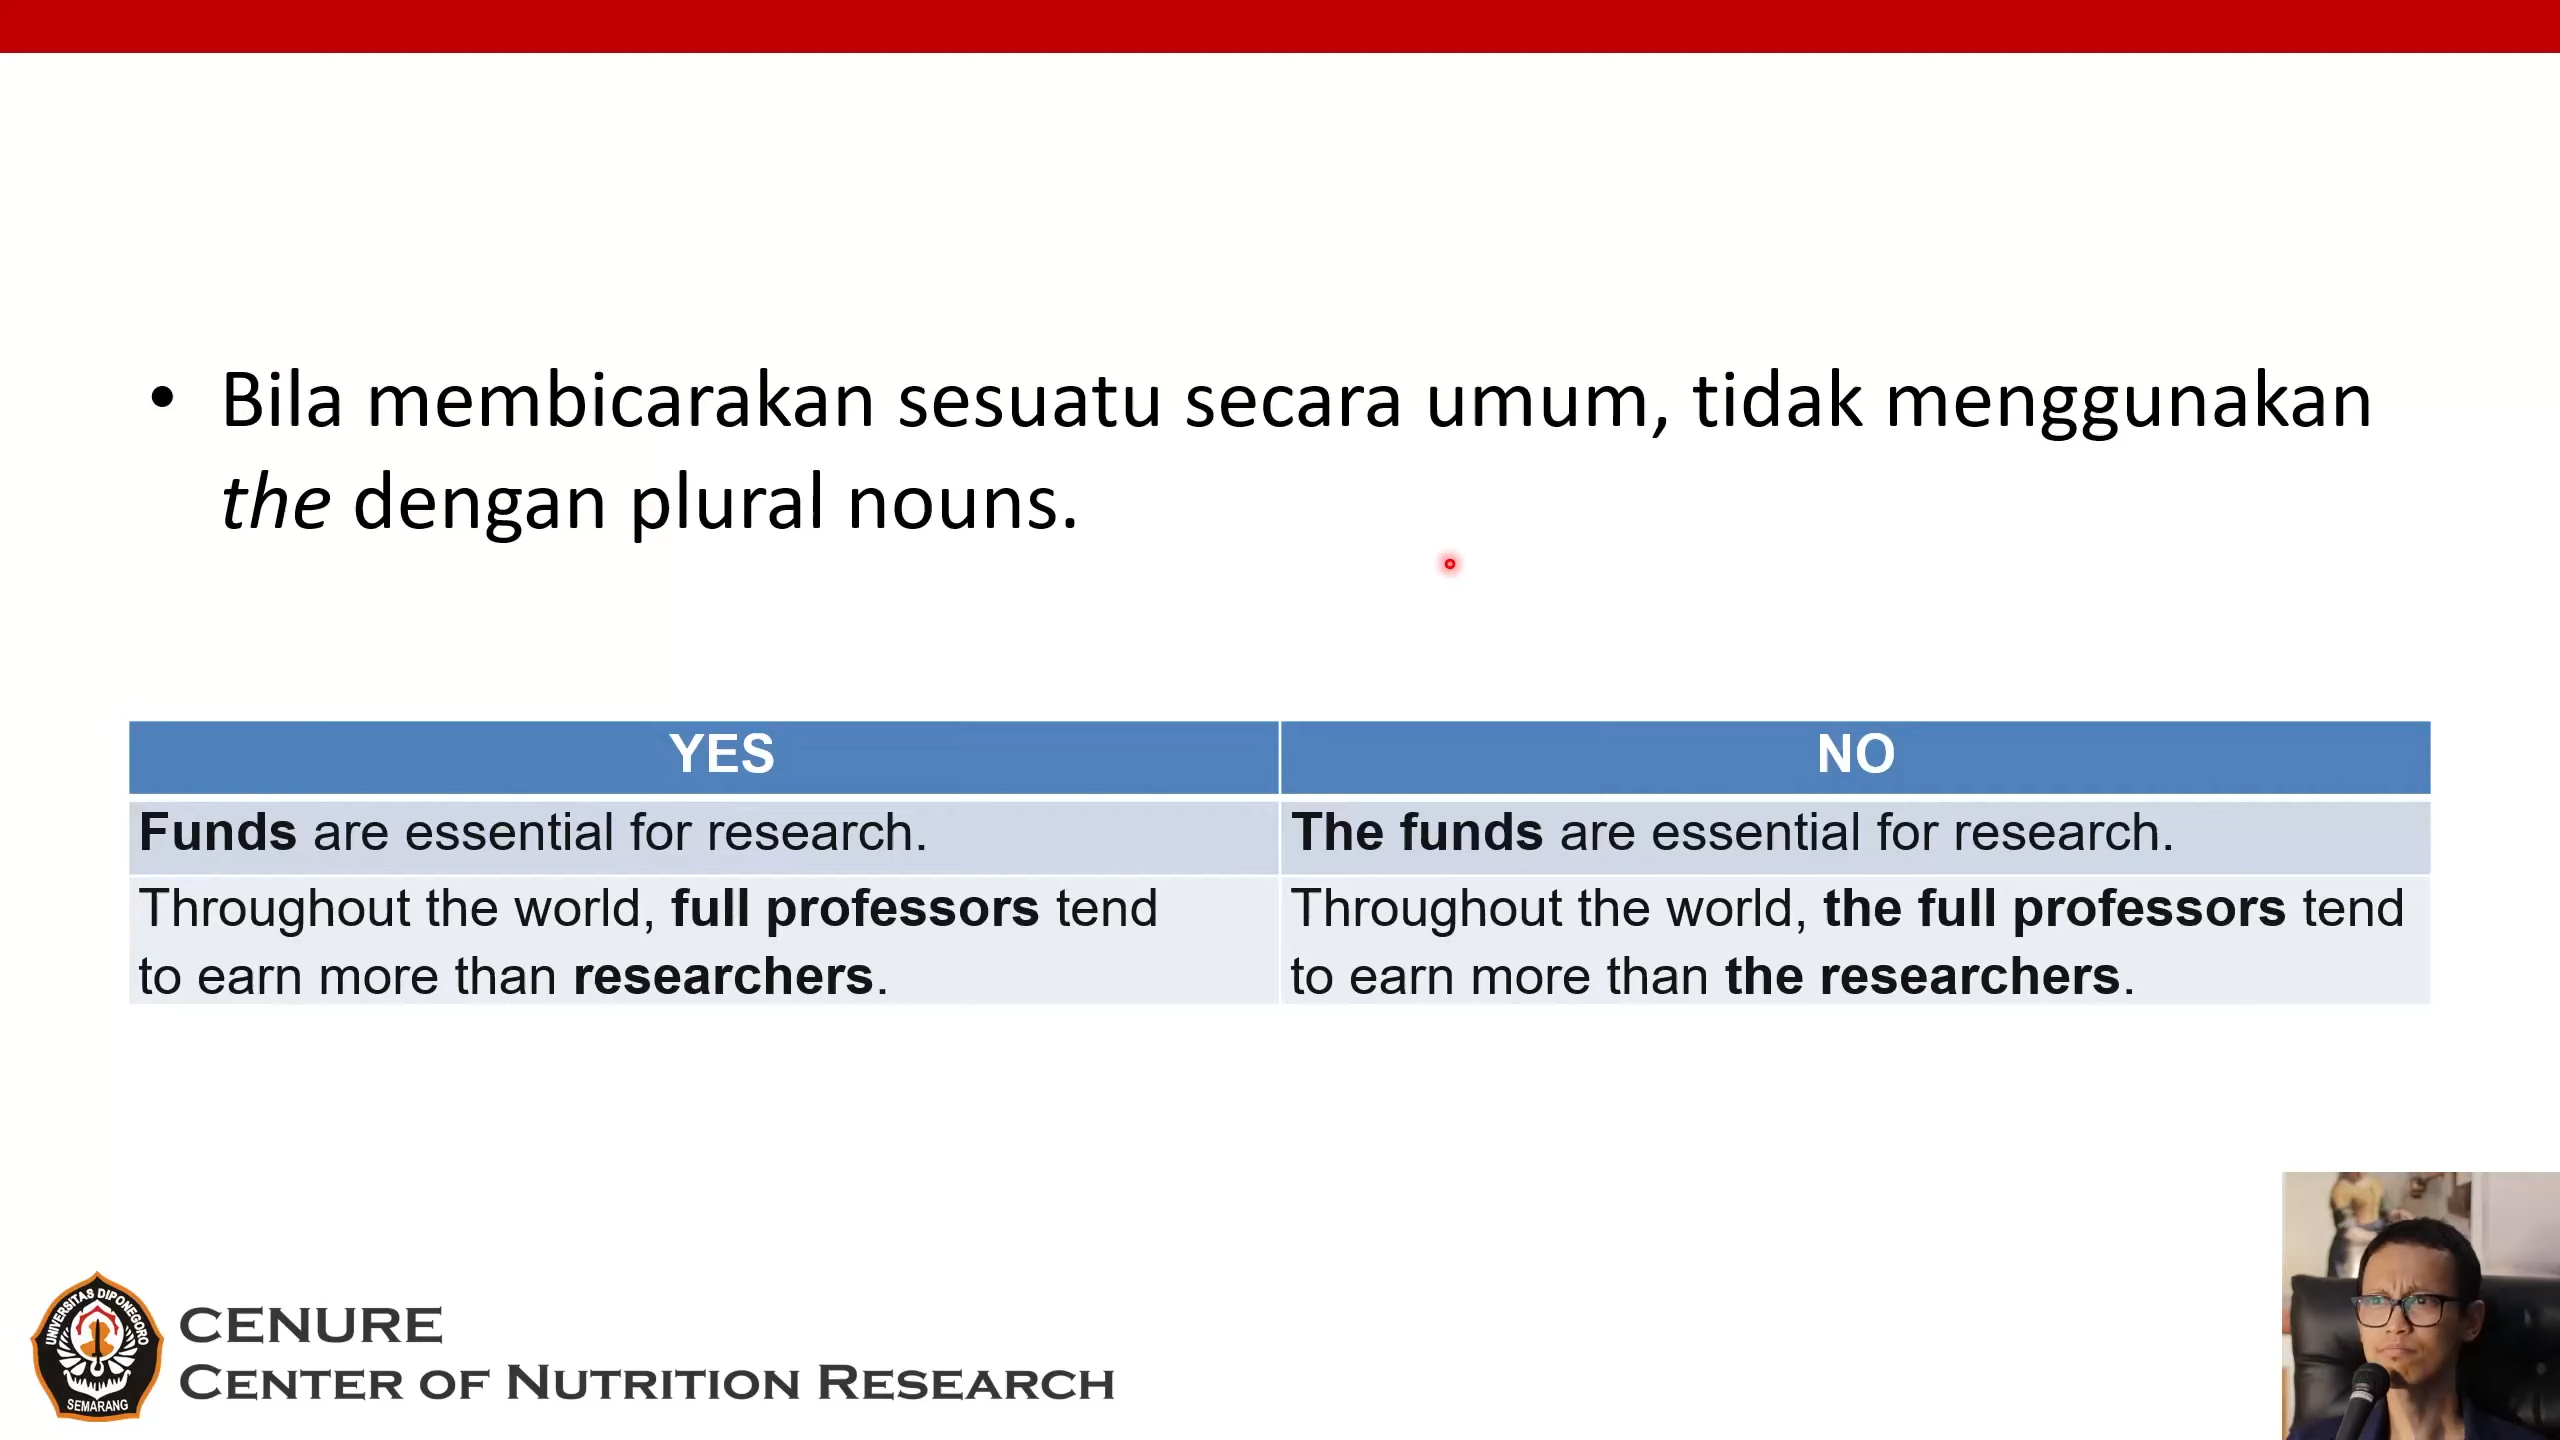 • Bila membicarakan sesuatu secara umum, tidak menggunakan
the dengan plural nouns.
YES
NO
Funds are essential for research.
The funds are essential for research.
Throughout the world, full professors tend
to earn more than researchers.
Throughout the world, the full professors tend
to earn more than the researchers.
UNIVERSITAS DIPONEGORO
SEMARANG
CENURE
CENTER OF NUTRITION RESEARCH